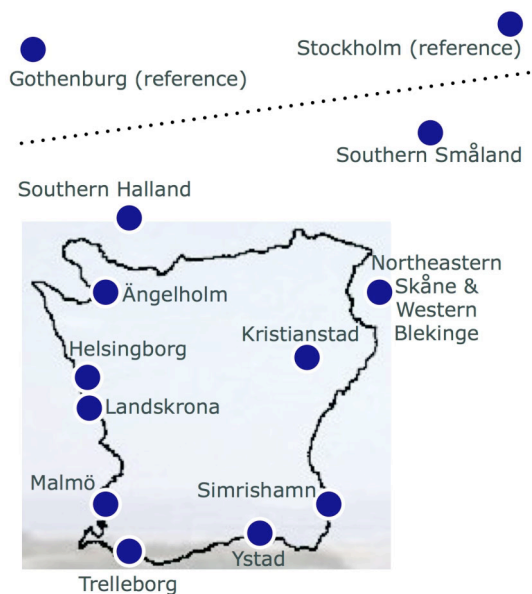 Stockholm (reference)
Gothenburg (reference)
Southern Småland
Southern Halland
Northeastern
Skåne &
Western
Blekinge
Ängelholm
Kristianstad
Helsingborg
Landskrona
Malmö
Simrishamn
Ystad
Trelleborg